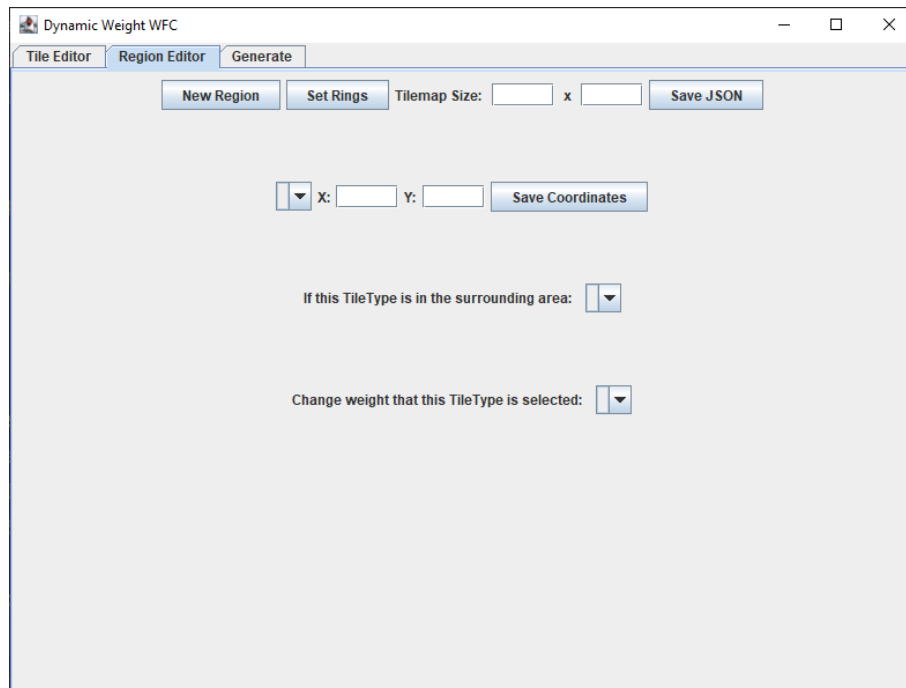 Dynamic Weight WFC
Tile Editor Region Editor Generate
New Region Set Rings Tilemap Size: x Save JSON
X: Y: Save Coordinates
If this TileType is in the surrounding area:
Change weight that this TileType is selected: